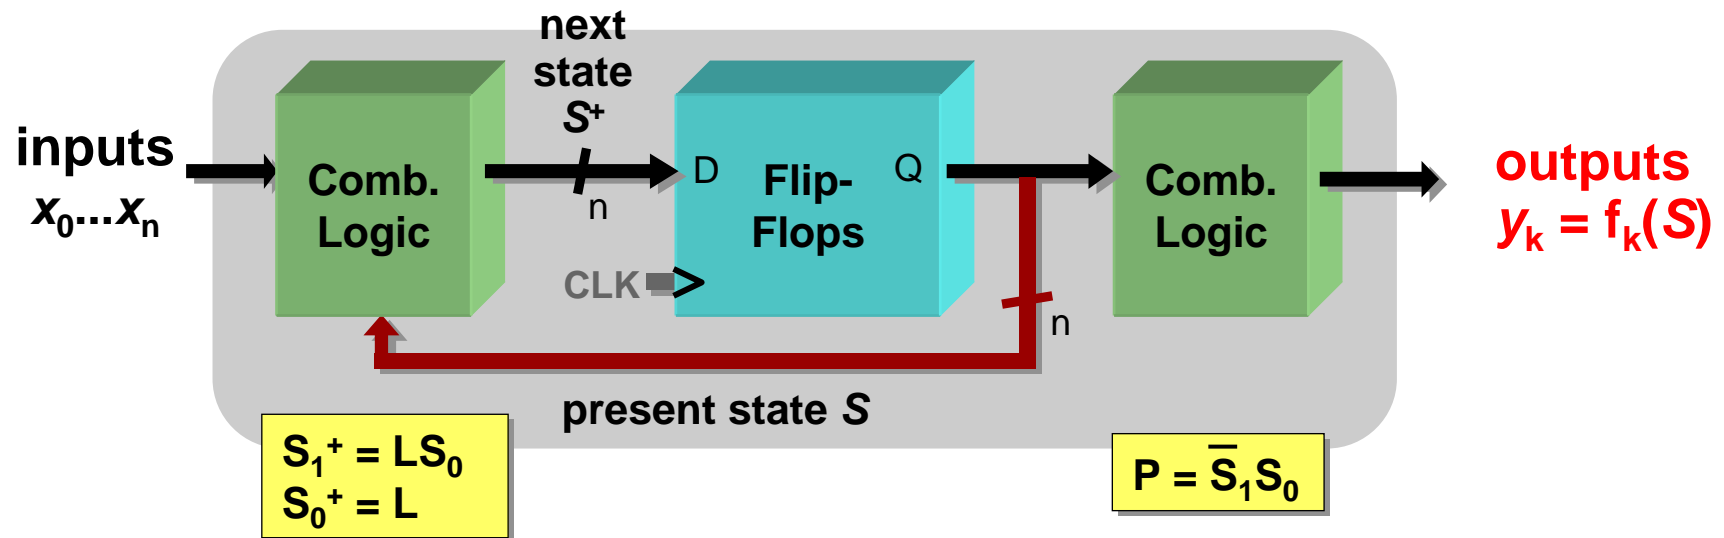 inputs
x₀...xₙ
Comb.
Logic
next
state
S⁺
n
D
Flip-
Flops
Q
CLK
n
Comb.
Logic
outputs
yₖ = fₖ(S)
present state S
S₁⁺ = LS₀
S₀⁺ = L
P = S̅₁S₀